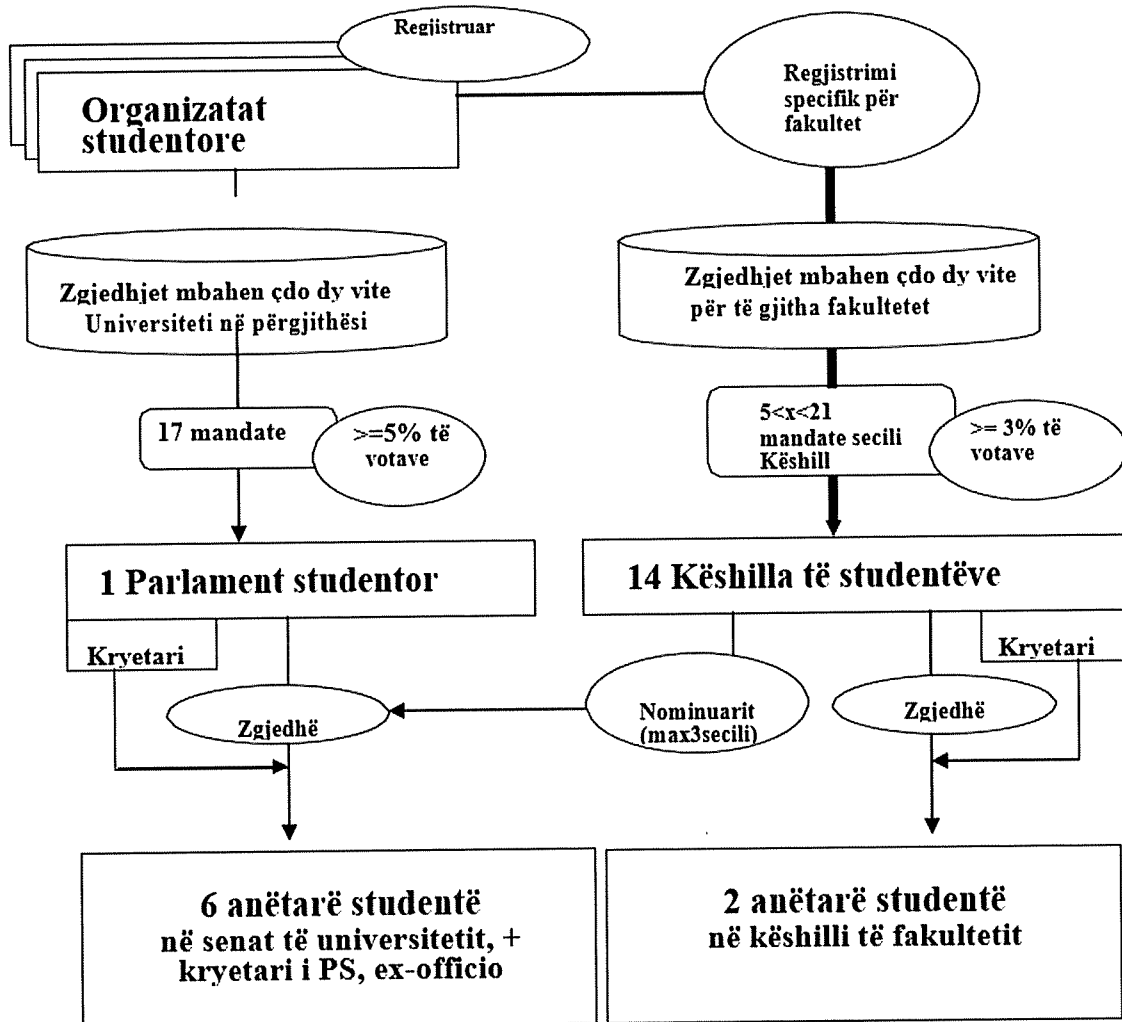 Regjistruar
Organizatat
studentore
Regjistrimi
specifik për
fakultet
Zgjedhjet mbahen çdo dy vite
Universiteti në përgjithësi
Zgjedhjet mbahen çdo dy vite
për të gjitha fakultetet
17 mandate
>=5% të
votave
5<x<21
mandate secili
Këshill
>= 3% të
votave
1 Parlament studentor
14 Këshilla të studentëve
Kryetari
Kryetari
Zgjedhë
Nominuarit
(max3secili)
Zgjedhë
6 anëtarë studentë
në senat të universitetit, +
kryetari i PS, ex-officio
2 anëtarë studentë
në këshilli të fakultetit